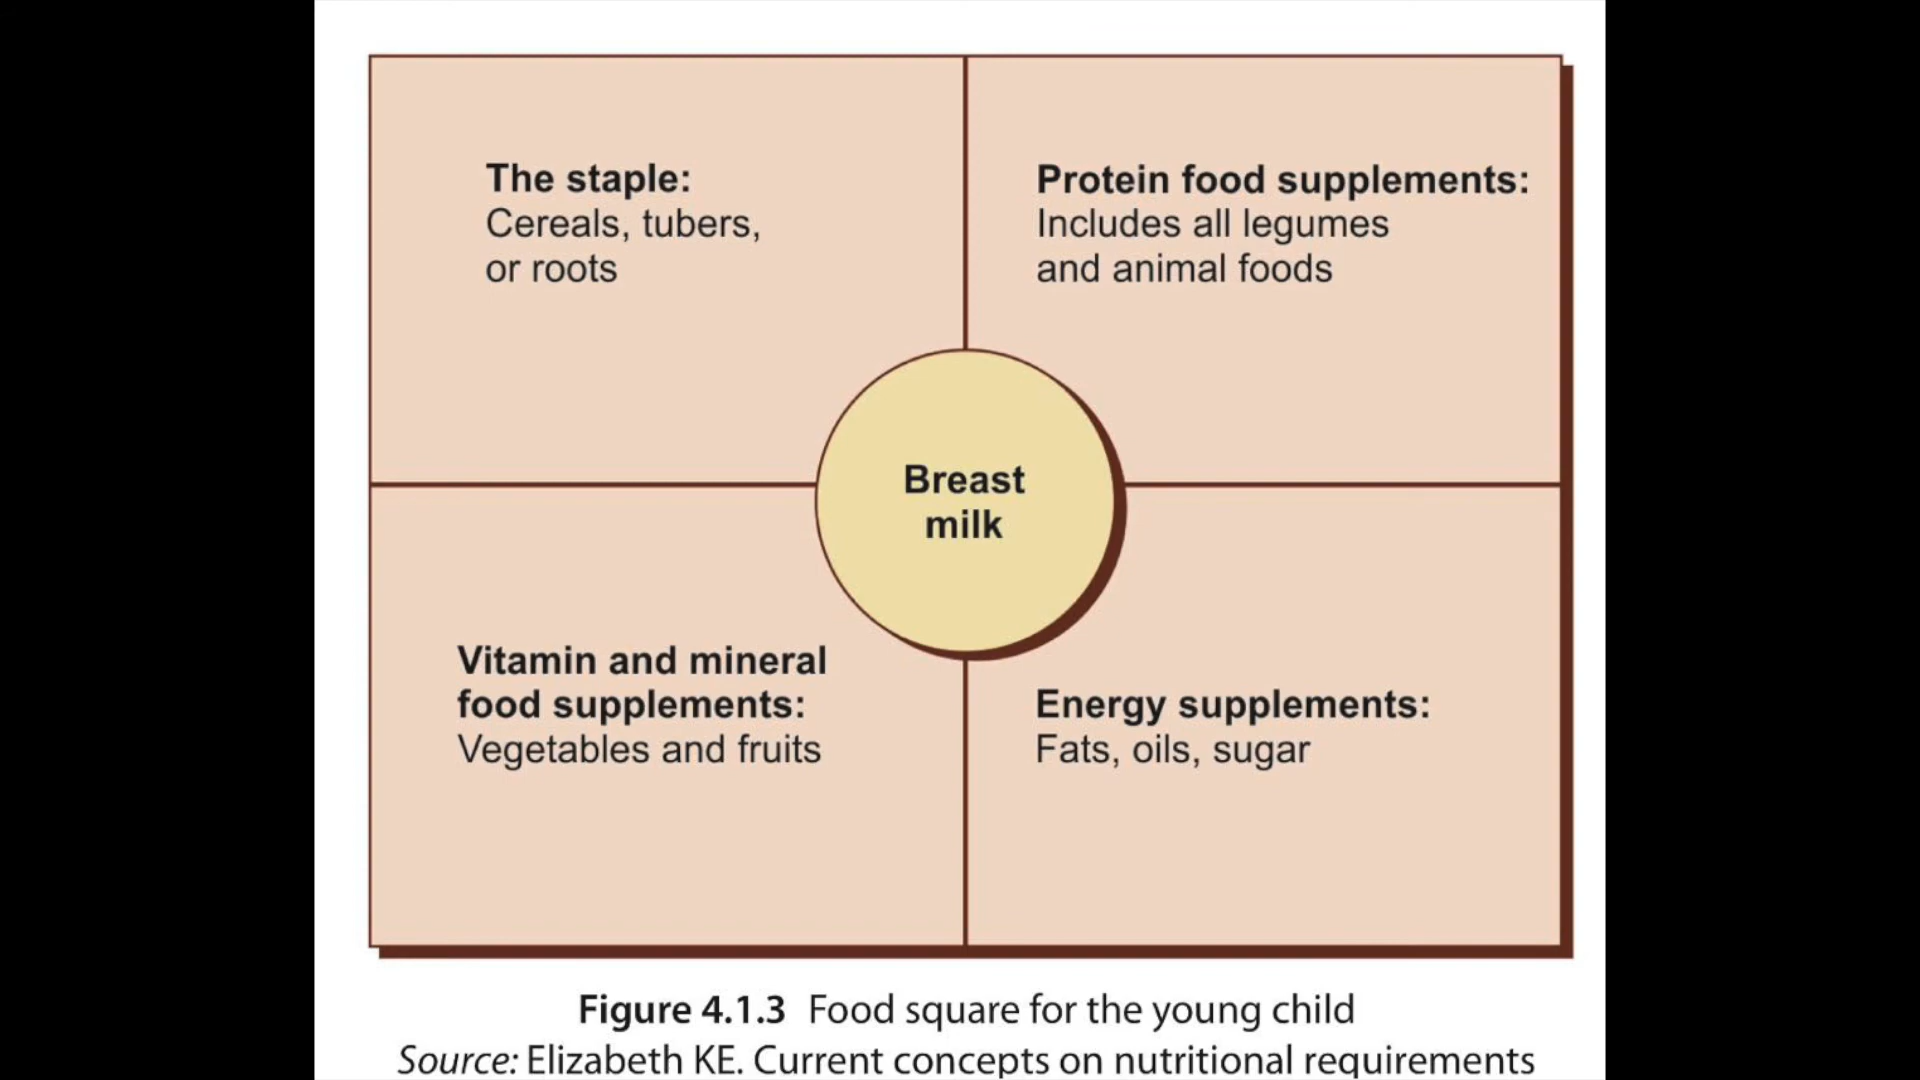 The staple:
Cereals, tubers,
or roots
Protein food supplements:
Includes all legumes
and animal foods
Breast
milk
Vitamin and mineral
food supplements:
Vegetables and fruits
Energy supplements:
Fats, oils, sugar
Figure 4.1.3 Food square for the young child
Source: Elizabeth KE. Current concepts on nutritional requirements